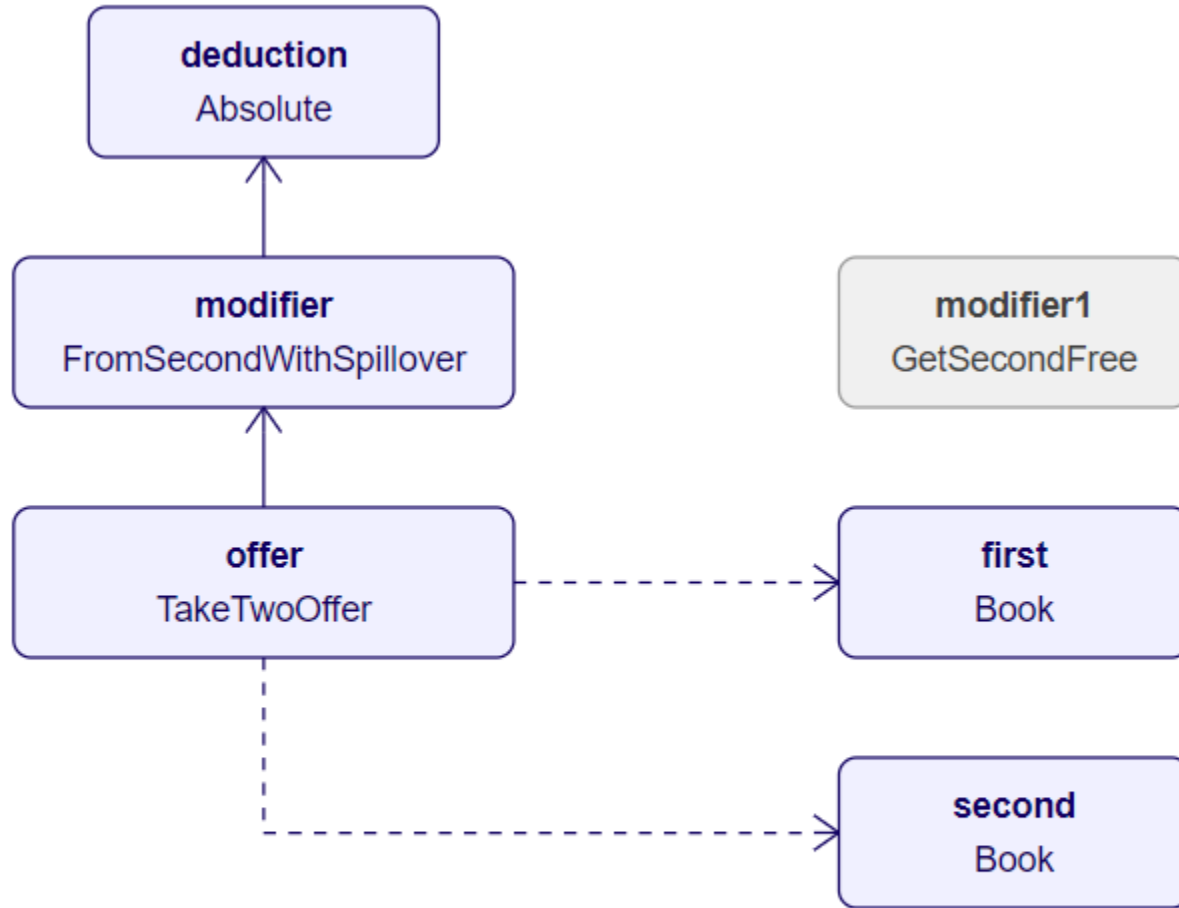 deduction
Absolute
modifier
FromSecondWithSpillover
modifier1
GetSecondFree
offer
TakeTwoOffer
first
Book
second
Book